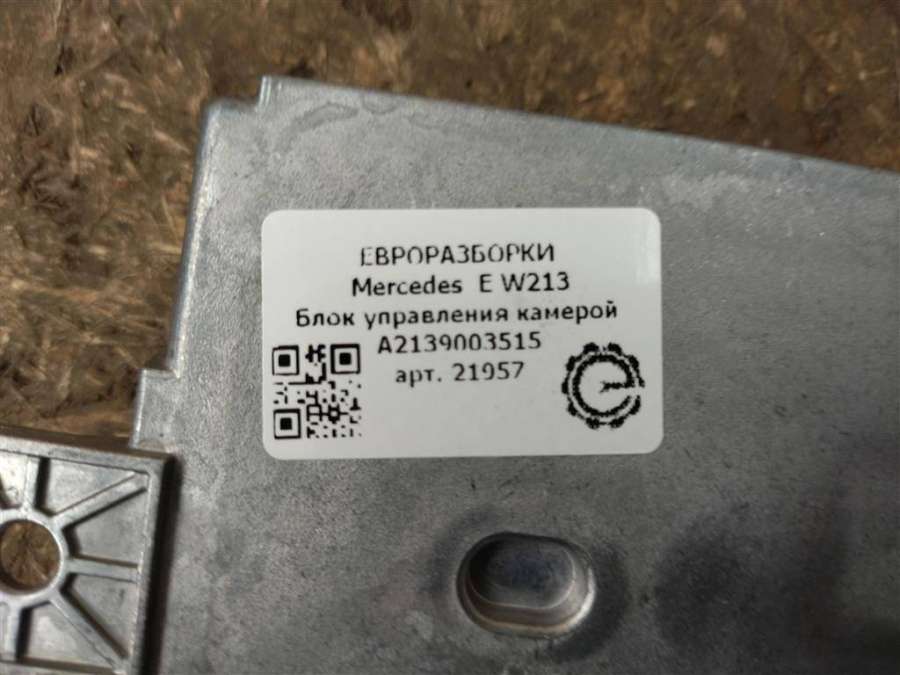 ЕВРОРАЗБОРКИ
Mercedes E W213
Блок управления камерой
A2139003515
арт. 21957